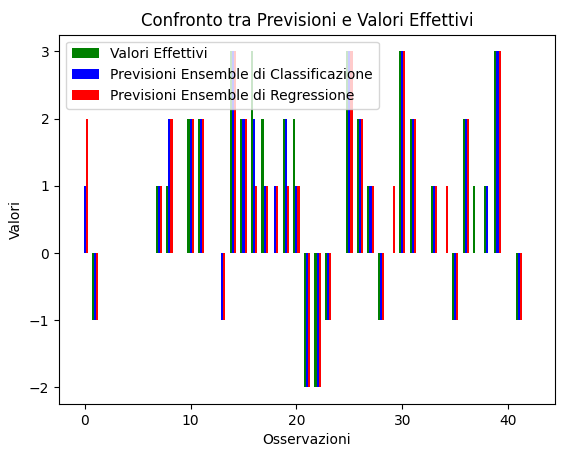 Confronto tra Previsioni e Valori Effettivi
Valori Effettivi
Previsioni Ensemble di Classificazione
Previsioni Ensemble di Regressione
Valori
3
2
1
0
−1
−2
0 10 20 30 40
Osservazioni